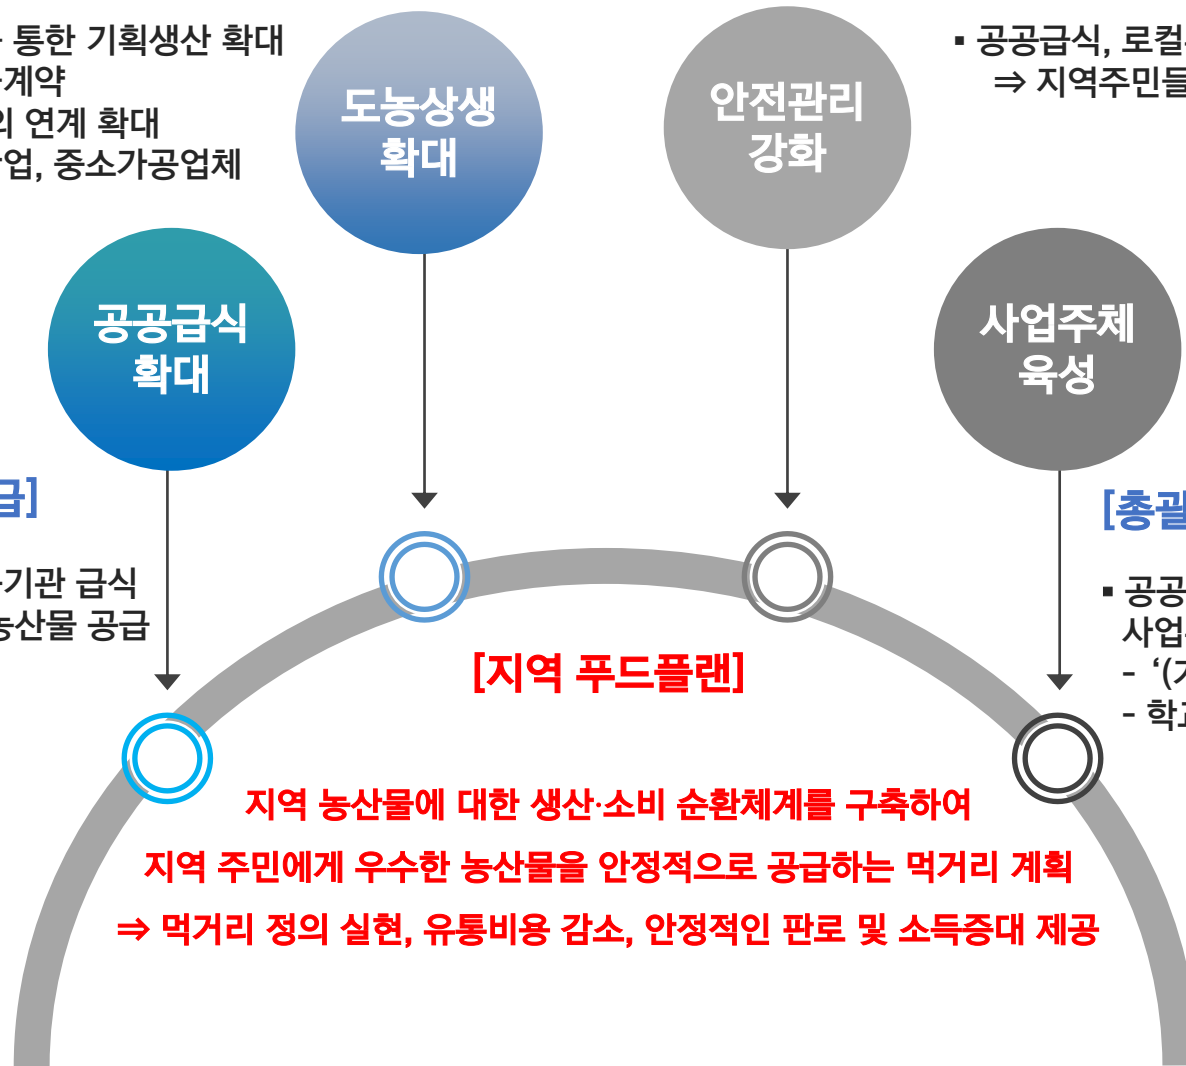 통한 기획생산 확대
계약
연계 확대
업, 중소가공업체
도농상생
확대
안전관리
강화
▪ 공공급식, 로컬
⇒ 지역주민들
공공급식
확대
사업주체
육성
급]
기관 급식
농산물 공급
[총괄
▪ 공공
사업
- ‘(
- 학교
[지역 푸드플랜]
지역 농산물에 대한 생산·소비 순환체계를 구축하여
지역 주민에게 우수한 농산물을 안정적으로 공급하는 먹거리 계획
⇒ 먹거리 정의 실현, 유통비용 감소, 안정적인 판로 및 소득증대 제공